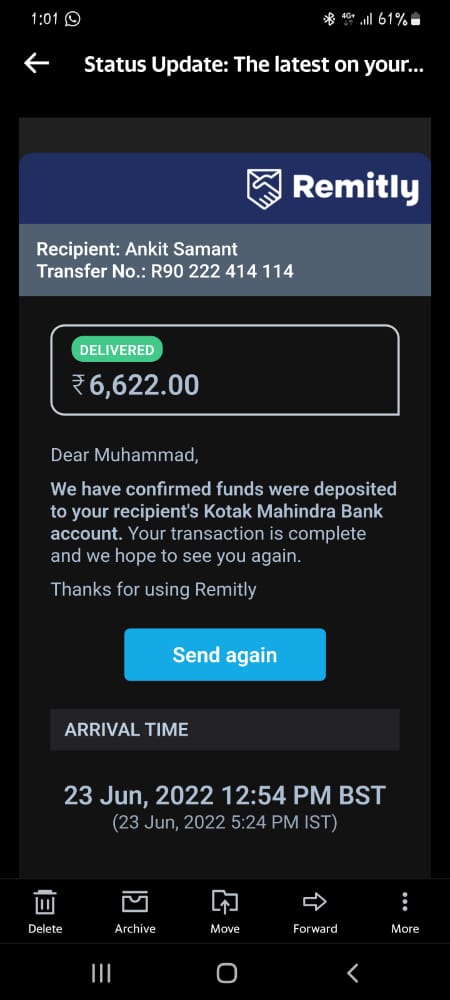 1:01 4G+ 61%
Status Update: The latest on your...
Remitly
Recipient: Ankit Samant
Transfer No.: R90 222 414 114
DELIVERED
₹6,622.00
Dear Muhammad,
We have confirmed funds were deposited
to your recipient's Kotak Mahindra Bank
account. Your transaction is complete
and we hope to see you again.
Thanks for using Remitly
Send again
ARRIVAL TIME
23 Jun, 2022 12:54 PM BST
(23 Jun, 2022 5:24 PM IST)
Delete Archive Move Forward More